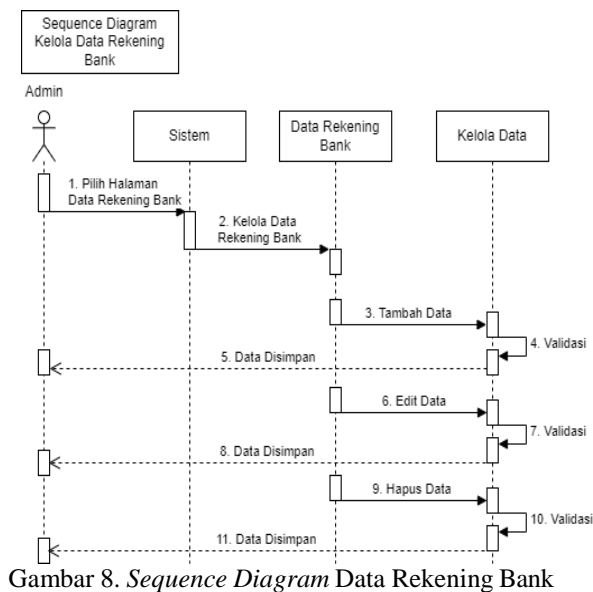 Sequence Diagram
Kelola Data Rekening
Bank
Admin
Sistem
Data Rekening
Bank
Kelola Data
1. Pilih Halaman
Data Rekening Bank
2. Kelola Data
Rekening Bank
3. Tambah Data
4. Validasi
5. Data Disimpan
6. Edit Data
7. Validasi
8. Data Disimpan
9. Hapus Data
10. Validasi
11. Data Disimpan
Gambar 8. Sequence Diagram Data Rekening Bank